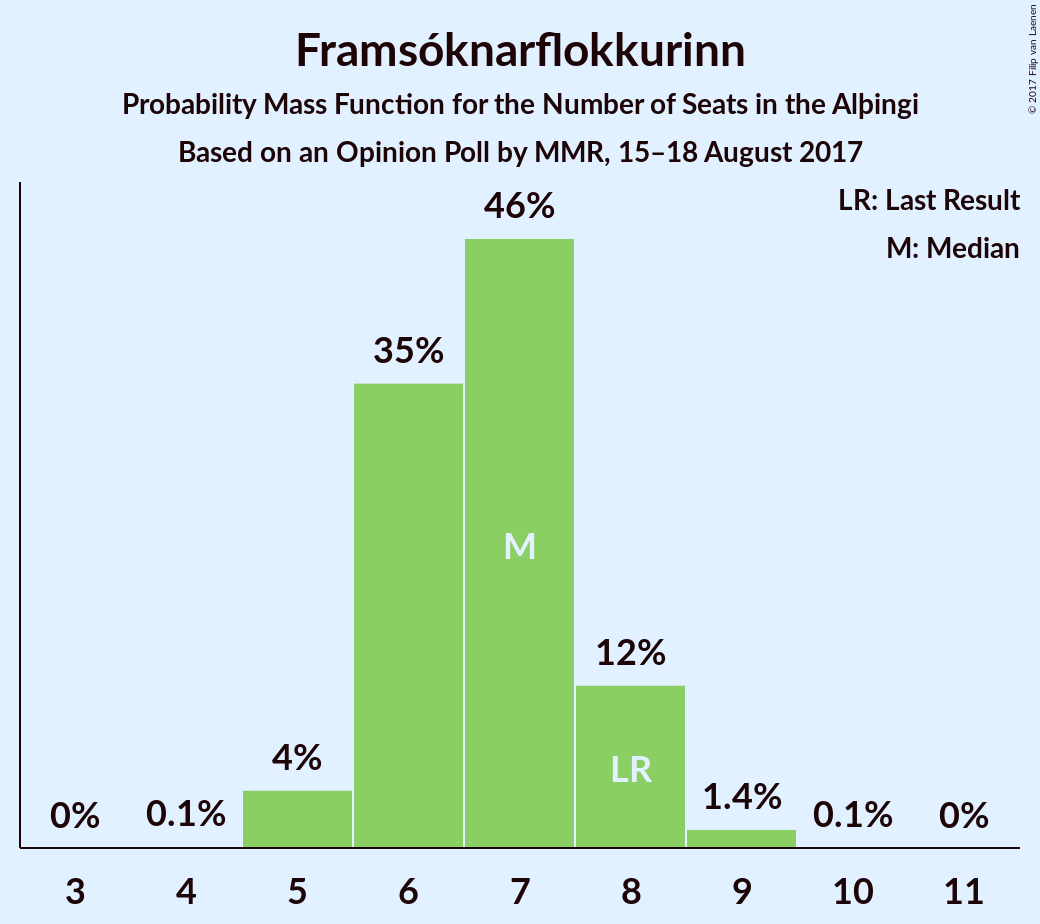 Framsóknarflokkurinn
Probability Mass Function for the Number of Seats in the Alþingi
Based on an Opinion Poll by MMR, 15–18 August 2017
© 2017 Filip van Laenen
LR: Last Result
M: Median
46%
35%
M
12%
LR
4%
1.4%
0% 0.1% 0.1% 0%
3 4 5 6 7 8 9 10 11